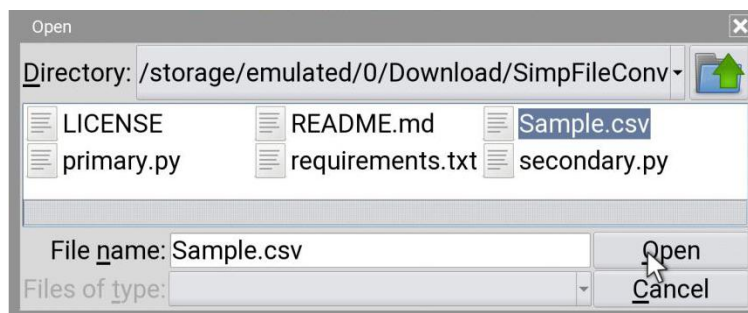 Open
Directory: /storage/emulated/0/Download/SimpFileConv
LICENSE README.md Sample.csv
primary.py requirements.txt secondary.py
File name: Sample.csv Open
Files of type: Cancel